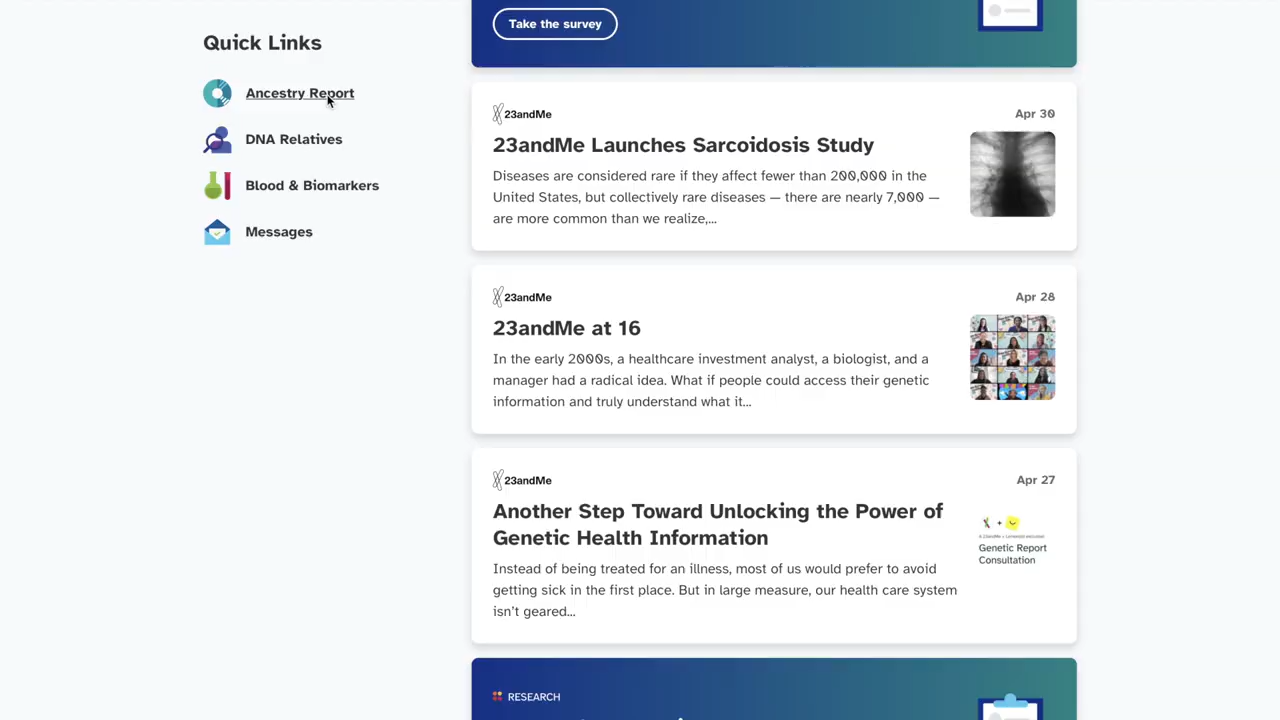 Quick Links
Ancestry Report
DNA Relatives
Blood & Biomarkers
Messages
Take the survey
23andMe
Apr 30
23andMe Launches Sarcoidosis Study
Diseases are considered rare if they affect fewer than 200,000 in the
United States, but collectively rare diseases — there are nearly 7,000 —
are more common than we realize,...
23andMe
Apr 28
23andMe at 16
In the early 2000s, a healthcare investment analyst, a biologist, and a
manager had a radical idea. What if people could access their genetic
information and truly understand what it...
23andMe
Apr 27
Another Step Toward Unlocking the Power of
Genetic Health Information
Instead of being treated for an illness, most of us would prefer to avoid
getting sick in the first place. But in large measure, our health care system
isn't geared...
+
Genetic Report
Consultation
RESEARCH